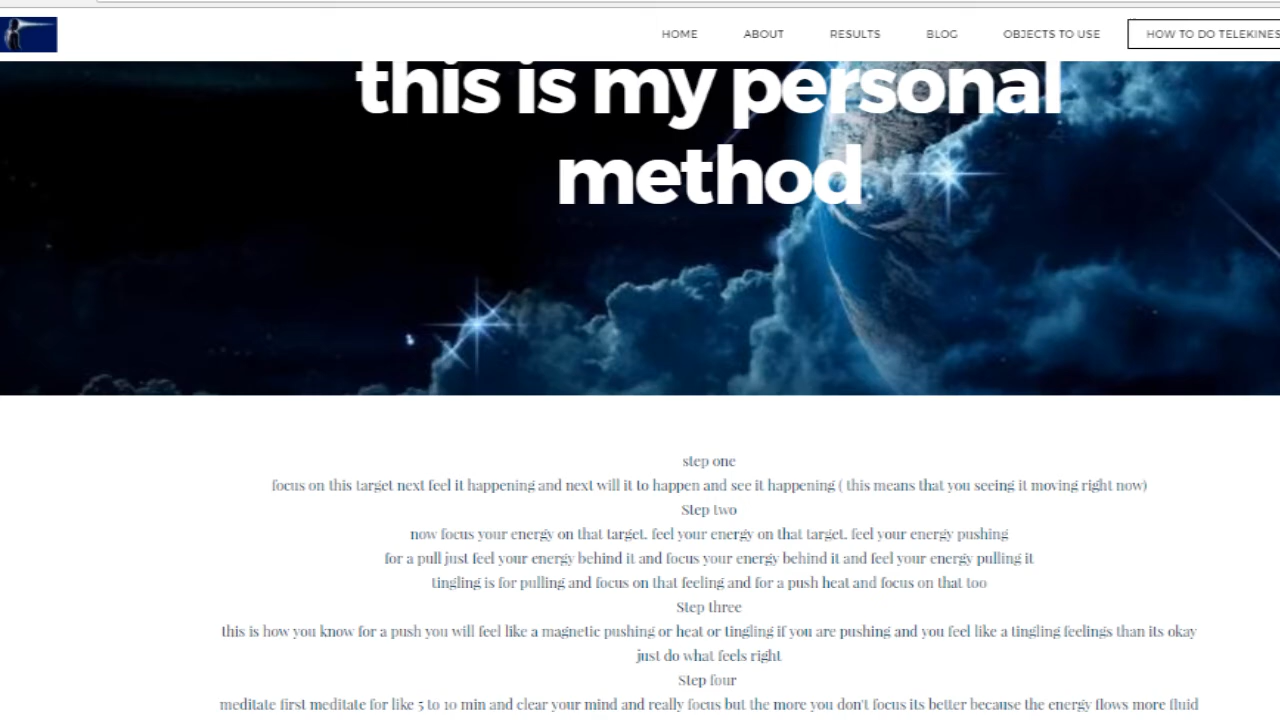 HOME ABOUT RESULTS BLOG OBJECTS TO USE HOW TO DO TELEKINES
this is my personal
method
step one
focus on this target next feel it happening and next will it to happen and see it happening ( this means that you seeing it moving right now)
Step two
now focus your energy on that target. feel your energy on that target. feel your energy pushing
for a pull just feel your energy behind it and focus your energy behind it and feel your energy pulling it
tingling is for pulling and focus on that feeling and for a push heat and focus on that too
Step three
this is how you know for a push you will feel like a magnetic pushing or heat or tingling if you are pushing and you feel like a tingling feelings than its okay
just do what feels right
Step four
meditate first meditate for like 5 to 10 min and clear your mind and really focus but the more you don't focus its better because the energy flows more fluid